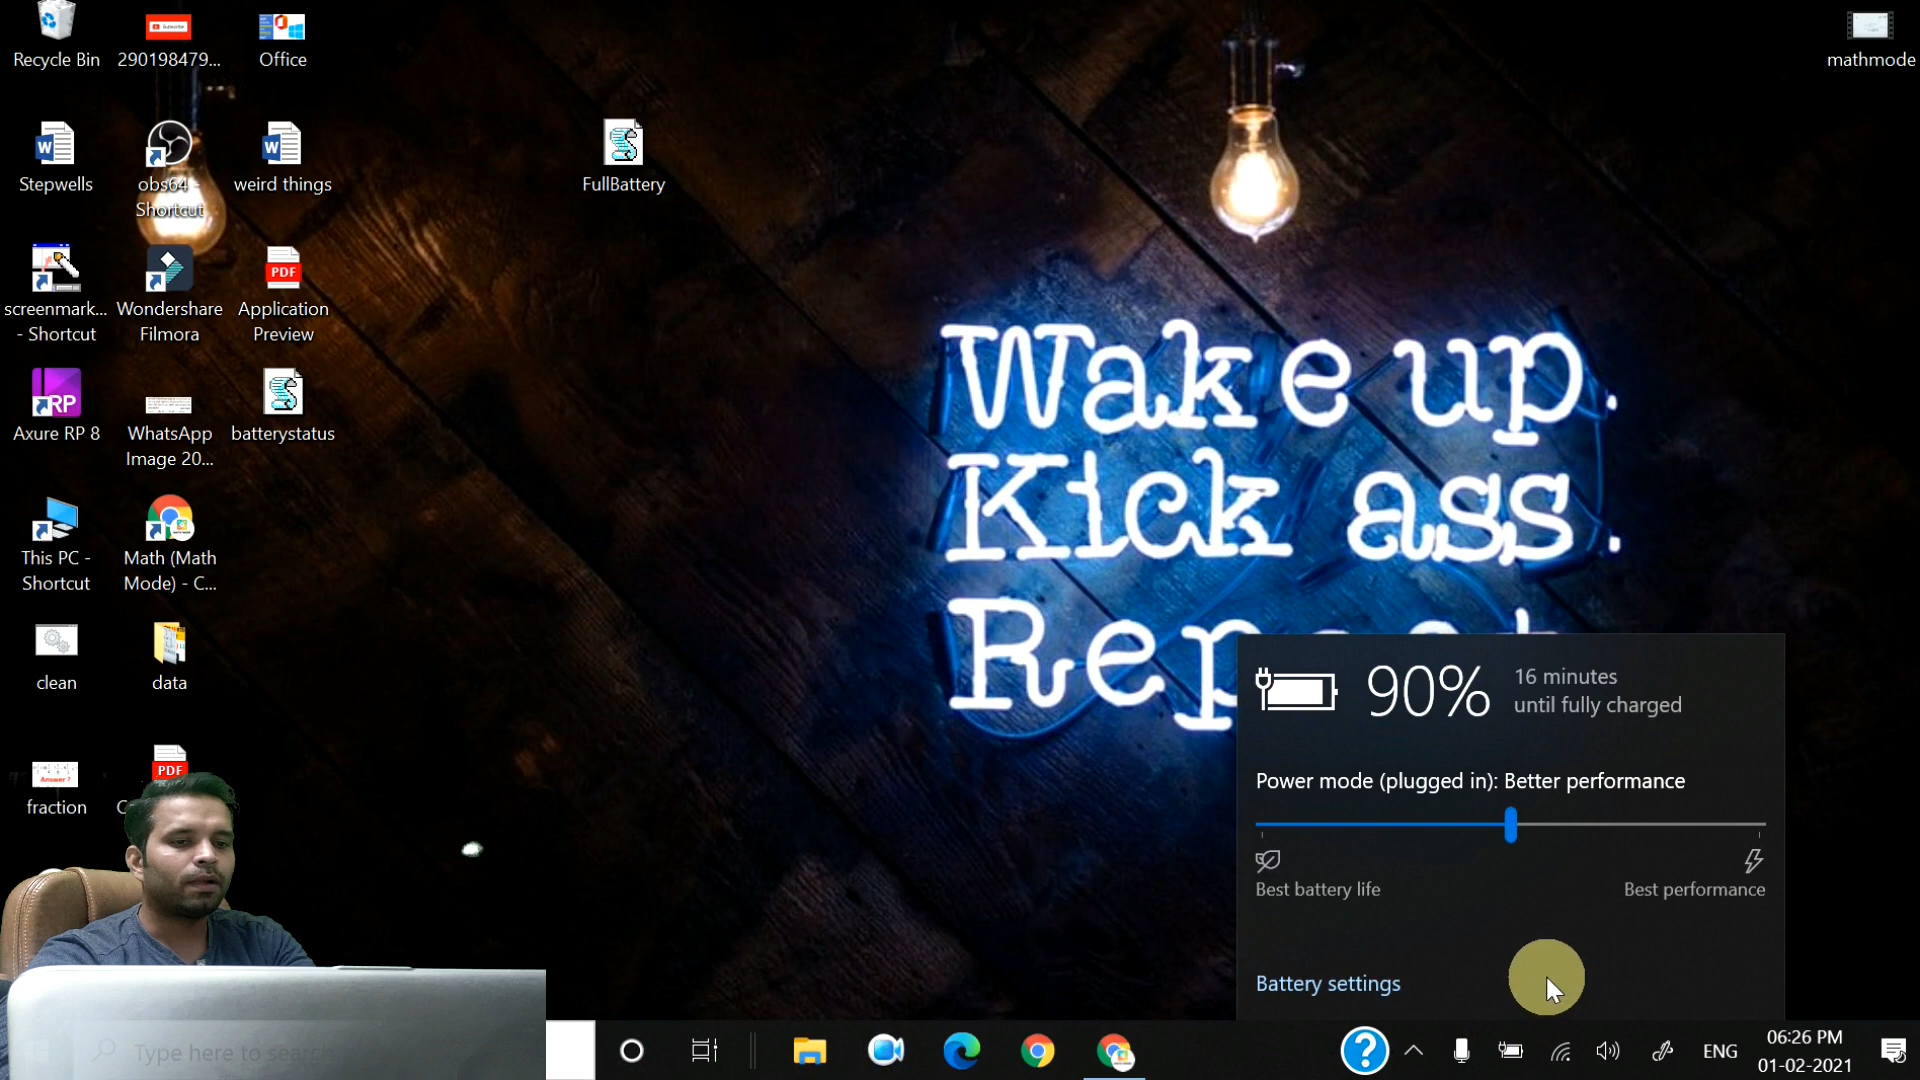 Recycle Bin
290198479...
Office
mathmode
Stepwells
obs64 -
Shortcut
weird things
FullBattery
screenmark...
- Shortcut
Wondershare
Filmora
PDF
Application
Preview
RP
Axure RP 8
WhatsApp
Image 20...
batterystatus
This PC -
Shortcut
Math (Math
Mode) - C...
clean
data
Answer ?
fraction
PDF
Wake up.
Kick ass.
90%
16 minutes
until fully charged
Power mode (plugged in): Better performance
Best battery life
Best performance
Battery settings
Type here to search
ENG
06:26 PM
01-02-2021